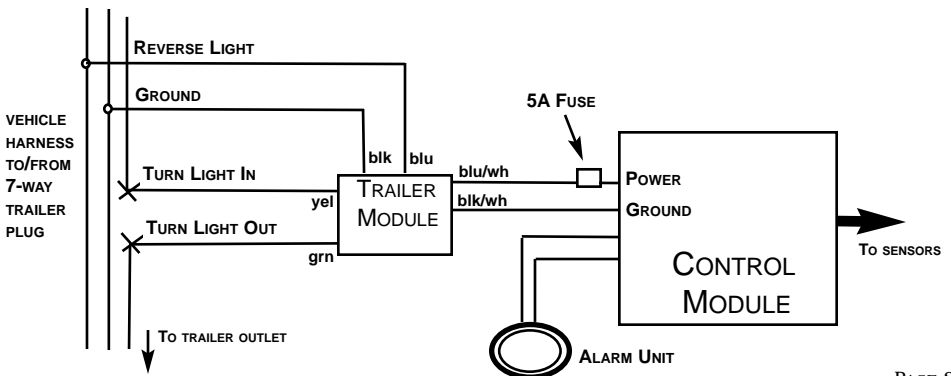 REVERSE LIGHT
GROUND
VEHICLE
HARNESS
TO/FROM
7-WAY
TRAILER
PLUG
TURN LIGHT IN
TURN LIGHT OUT
blk
blu
yel
grn
TRAILER
MODULE
blu/wh
blk/wh
5A FUSE
POWER
GROUND
CONTROL
MODULE
TO SENSORS
ALARM UNIT
TO TRAILER OUTLET